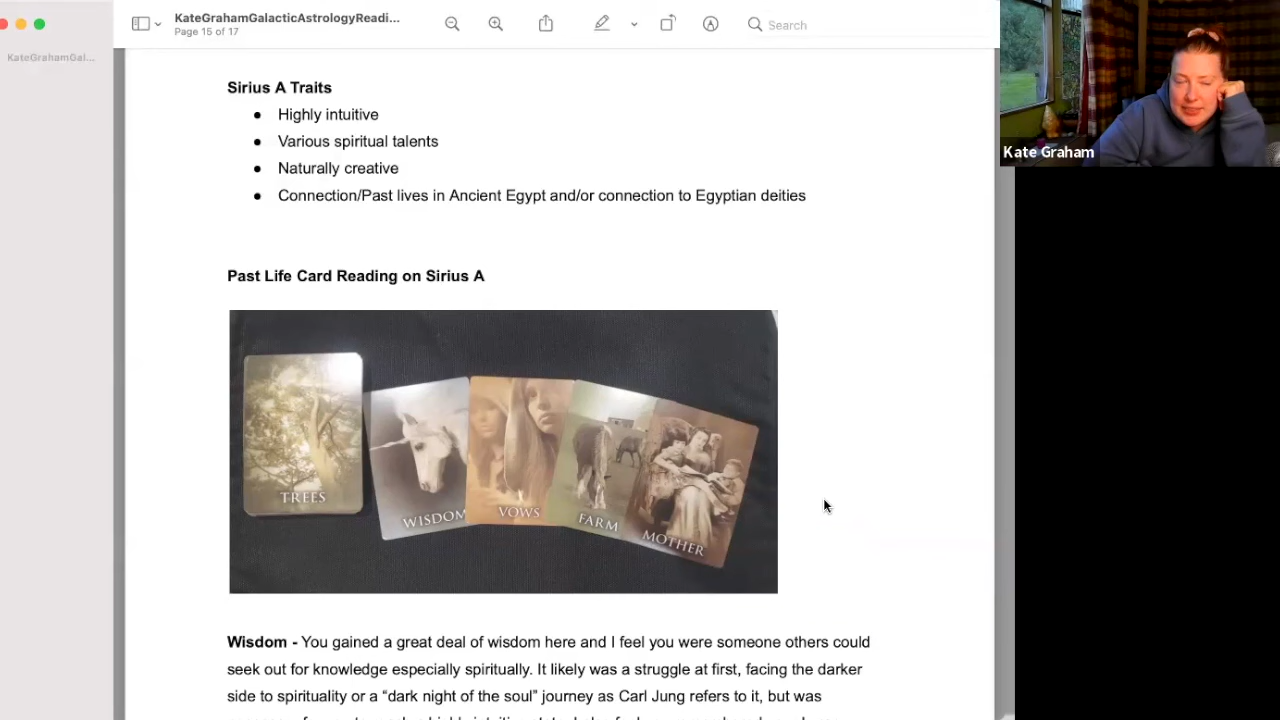 KateGrahamGalacticAstrologyReadi...
Page 15 of 17
Search
KateGrahamGal...
Kate Graham
Sirius A Traits
● Highly intuitive
● Various spiritual talents
● Naturally creative
● Connection/Past lives in Ancient Egypt and/or connection to Egyptian deities
Past Life Card Reading on Sirius A
TREES
WISDOM
VOWS
FARM
MOTHER
Wisdom - You gained a great deal of wisdom here and I feel you were someone others could
seek out for knowledge especially spiritually. It likely was a struggle at first, facing the darker
side to spirituality or a “dark night of the soul” journey as Carl Jung refers to it, but was